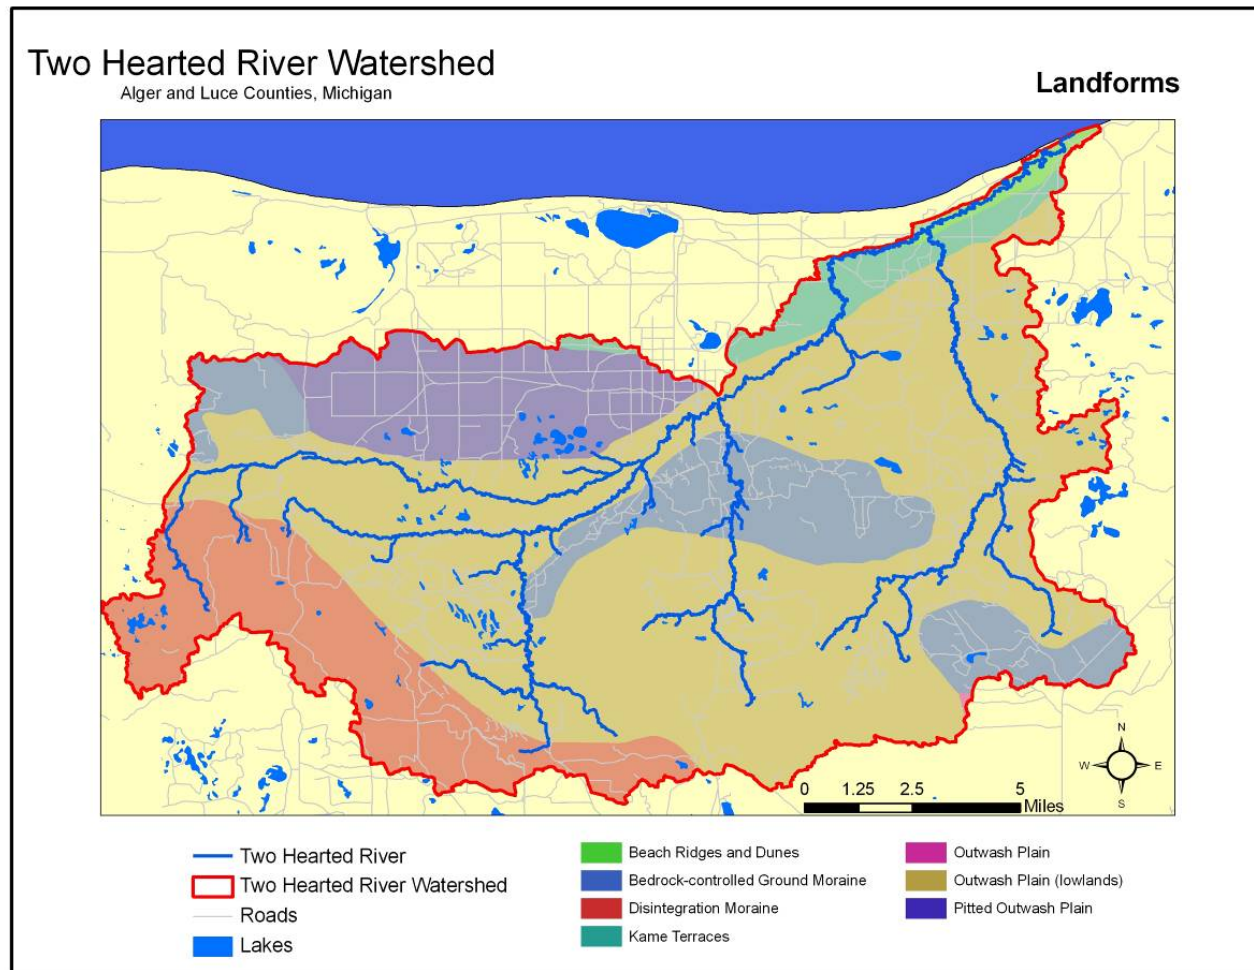 Two Hearted River Watershed
Alger and Luce Counties, Michigan
Landforms
N
W
E
S
0 1.25 2.5 5
Miles
Two Hearted River
Two Hearted River Watershed
Roads
Lakes
Beach Ridges and Dunes
Bedrock-controlled Ground Moraine
Disintegration Moraine
Kame Terraces
Outwash Plain
Outwash Plain (lowlands)
Pitted Outwash Plain